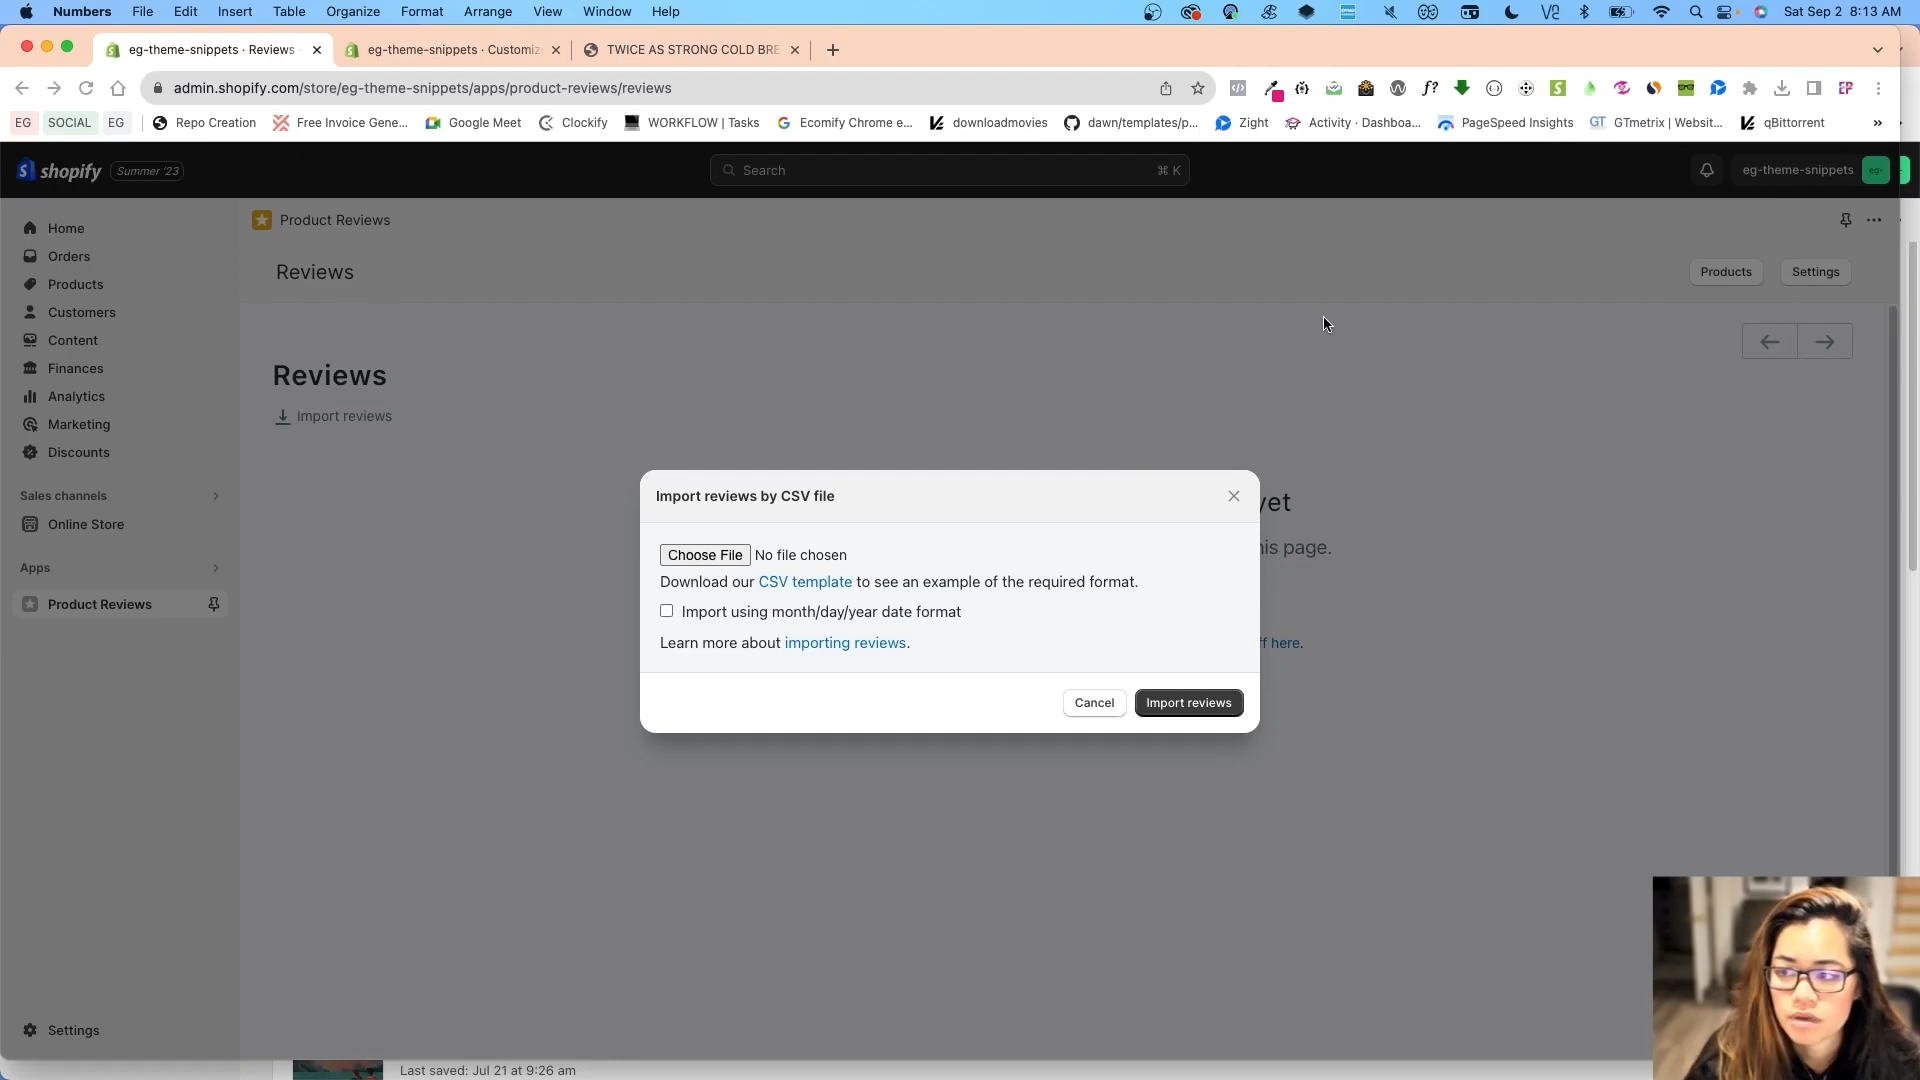 Numbers File Edit Insert Table Organize Format Arrange View Window Help Sat Sep 2 8:13 AM
eg-theme-snippets · Reviews eg-theme-snippets · Customiz TWICE AS STRONG COLD BRE
admin.shopify.com/store/eg-theme-snippets/apps/product-reviews/reviews
EG SOCIAL EG Repo Creation Free Invoice Gene... Google Meet Clockify WORKFLOW | Tasks Ecomify Chrome e... downloadmovies dawn/templates/p... Zight Activity · Dashboa... PageSpeed Insights GT GTmetrix | Websit... qBittorrent »
shopify Summer '23 Search ⌘ K eg-theme-snippets eg-
Product Reviews
Home
Orders
Products
Customers
Content
Finances
Analytics
Marketing
Discounts
Sales channels
Online Store
Apps
Product Reviews
Settings
Reviews Products Settings
Reviews
Import reviews
yet
his page.
ff here.
Import reviews by CSV file
Choose File No file chosen
Download our CSV template to see an example of the required format.
Import using month/day/year date format
Learn more about importing reviews.
Cancel Import reviews
Last saved: Jul 21 at 9:26 am